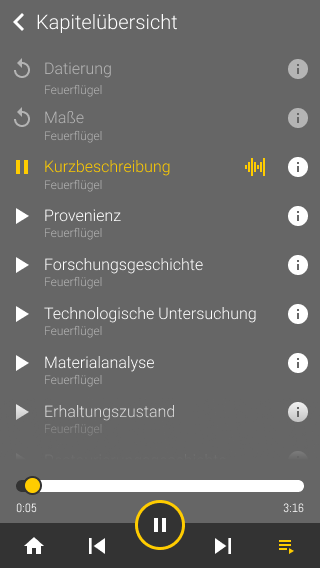 Kapitelübersicht
Datierung
Feuerflügel
Maße
Feuerflügel
Kurzbeschreibung
Feuerflügel
Provenienz
Feuerflügel
Forschungsgeschichte
Feuerflügel
Technologische Untersuchung
Feuerflügel
Materialanalyse
Feuerflügel
Erhaltungszustand
Feuerflügel
0:05 3:16